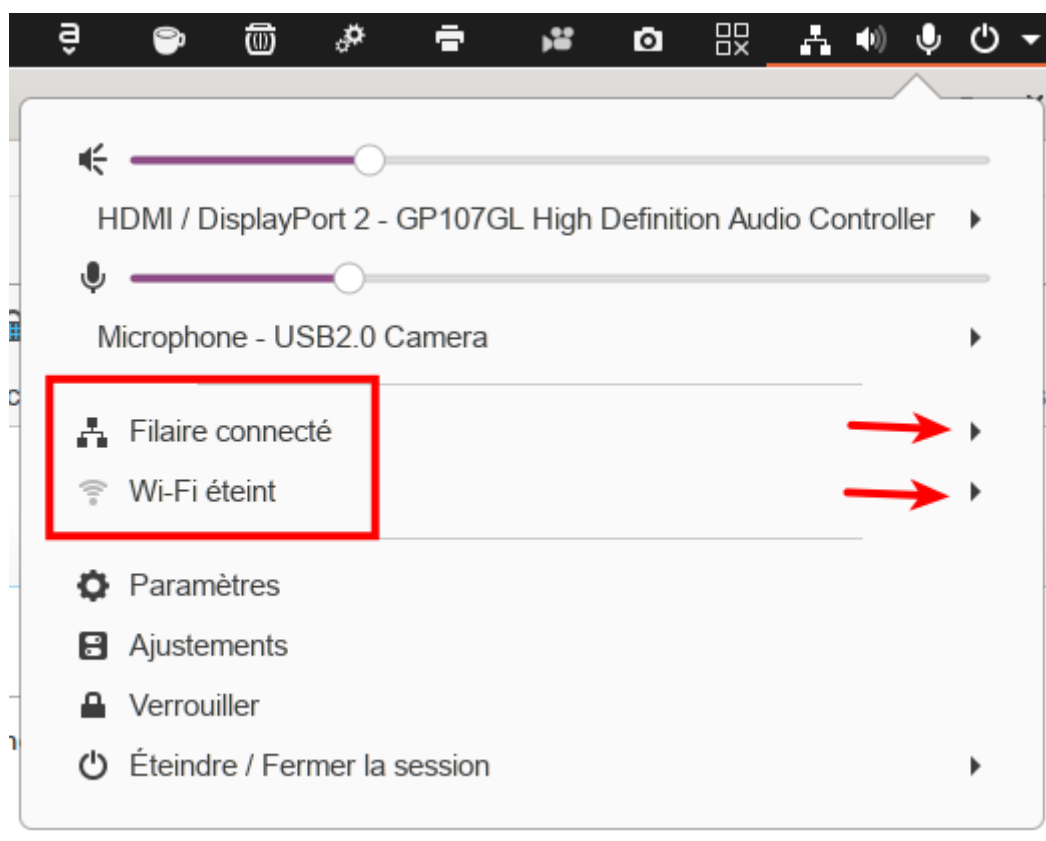 HDMI / DisplayPort 2 - GP107GL High Definition Audio Controller
Microphone - USB2.0 Camera
Filaire connecté
Wi-Fi éteint
Paramètres
Ajustements
Verrouiller
Éteindre / Fermer la session